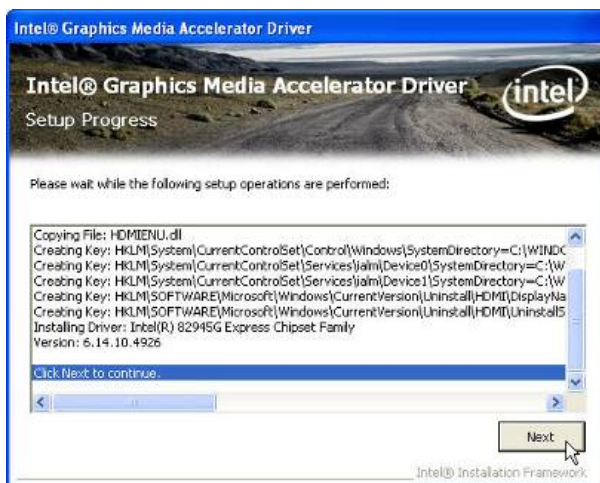 Intel® Graphics Media Accelerator Driver
Intel® Graphics Media Accelerator Driver
intel
Setup Progress
Please wait while the following setup operations are performed:
Copying File: HDMIENU.dll
Creating Key: HKLM\System\CurrentControlSet\Control\Windows\SystemDirectory=C:\WINDO
Creating Key: HKLM\System\CurrentControlSet\Services\ialm\Device0\SystemDirectory=C:\W
Creating Key: HKLM\System\CurrentControlSet\Services\ialm\Device1\SystemDirectory=C:\W
Creating Key: HKLM\SOFTWARE\Microsoft\Windows\CurrentVersion\Uninstall\HDMI\DisplayNa
Creating Key: HKLM\SOFTWARE\Microsoft\Windows\CurrentVersion\Uninstall\HDMI\UninstallS
Installing Driver: Intel(R) 82945G Express Chipset Family
Version: 6.14.10.4926
Click Next to continue.
Next
Intel® Installation Framework